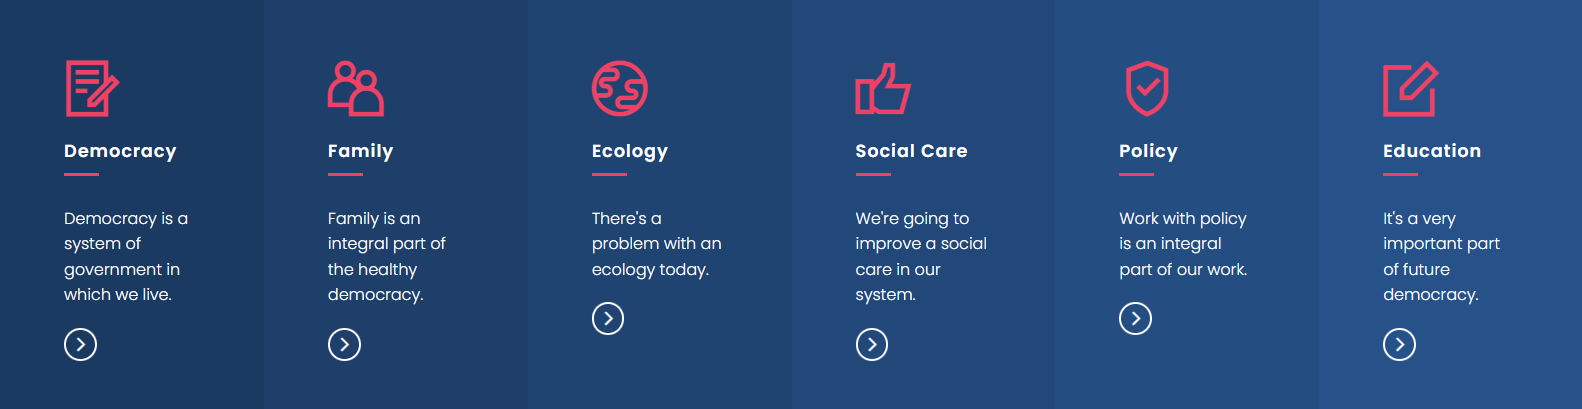 Democracy
Democracy is a
system of
government in
which we live.
Family
Family is an
integral part of
the healthy
democracy.
Ecology
There's a
problem with an
ecology today.
Social Care
We're going to
improve a social
care in our
system.
Policy
Work with policy
is an integral
part of our work.
Education
It's a very
important part
of future
democracy.